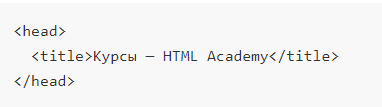 <head>
  <title>Курсы — HTML Academy</title>
</head>